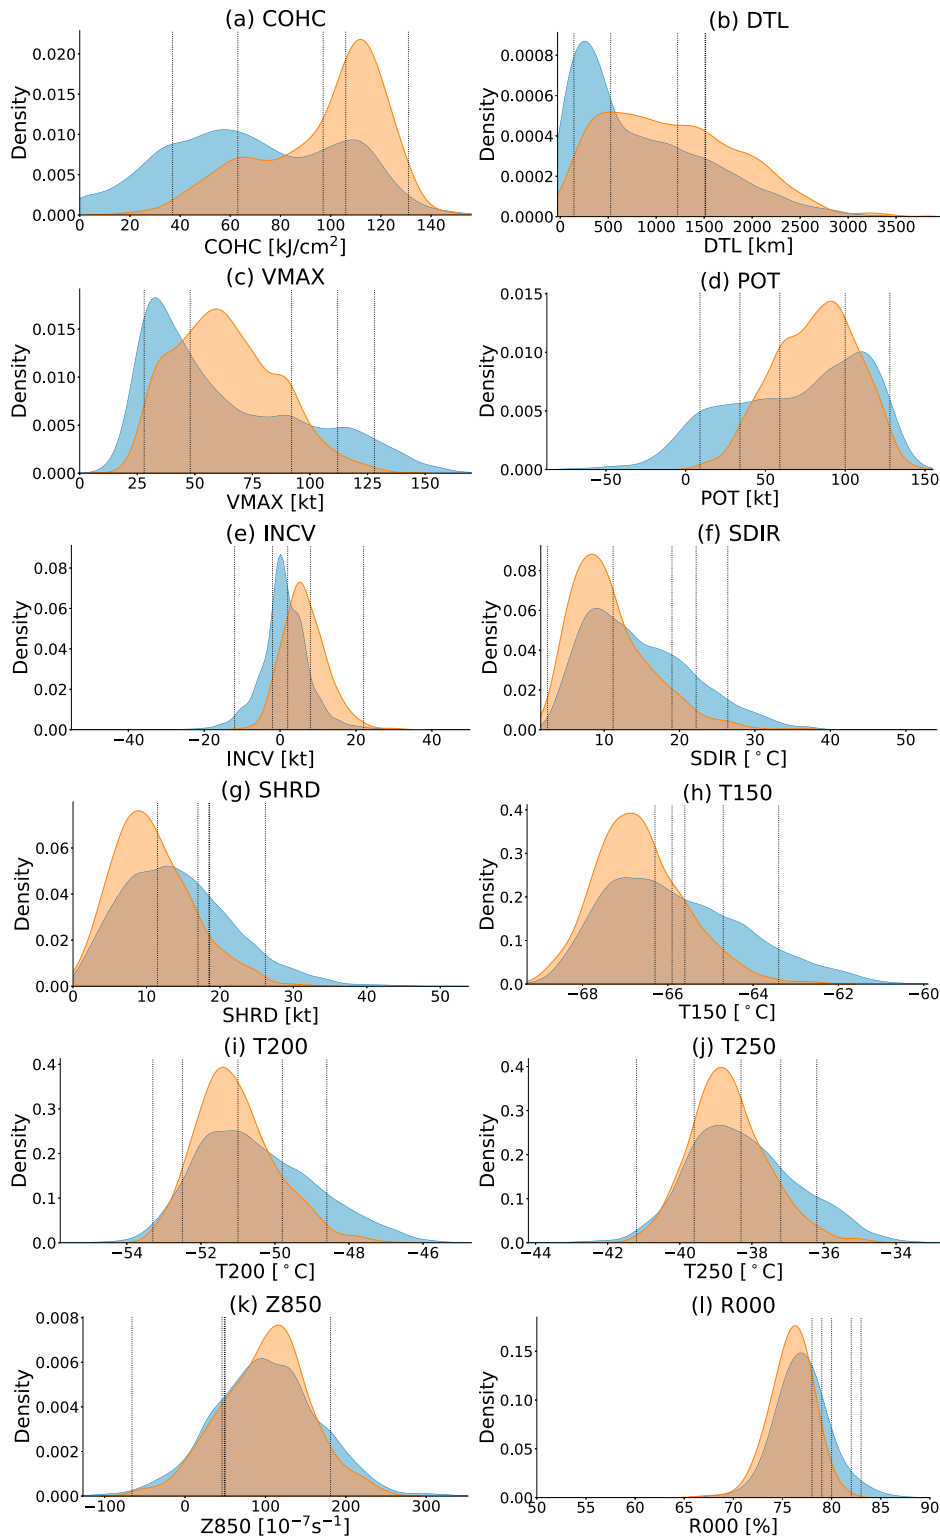 (a) COHC
Density
0.020
0.015
0.010
0.005
0.000
0 20 40 60 80 100 120 140
COHC [kJ/cm²]
(b) DTL
Density
0.0008
0.0006
0.0004
0.0002
0.0000
0 500 1000 1500 2000 2500 3000 3500
DTL [km]
(c) VMAX
Density
0.015
0.010
0.005
0.000
0 25 50 75 100 125 150
VMAX [kt]
(d) POT
Density
0.015
0.010
0.005
0.000
−50 0 50 100 150
POT [kt]
(e) INCV
Density
0.08
0.06
0.04
0.02
0.00
−40 −20 0 20 40
INCV [kt]
(f) SDIR
Density
0.08
0.06
0.04
0.02
0.00
10 20 30 40 50
SDIR [°C]
(g) SHRD
Density
0.06
0.04
0.02
0.00
0 10 20 30 40 50
SHRD [kt]
(h) T150
Density
0.4
0.3
0.2
0.1
0.0
−68 −66 −64 −62 −60
T150 [°C]
(i) T200
Density
0.4
0.3
0.2
0.1
0.0
−54 −52 −50 −48 −46
T200 [°C]
(j) T250
Density
0.4
0.3
0.2
0.1
0.0
−44 −42 −40 −38 −36 −34
T250 [°C]
(k) Z850
Density
0.008
0.006
0.004
0.002
0.000
−100 0 100 200 300
Z850 [10⁻⁷s⁻¹]
(l) R000
Density
0.15
0.10
0.05
0.00
50 55 60 65 70 75 80 85 90
R000 [%]